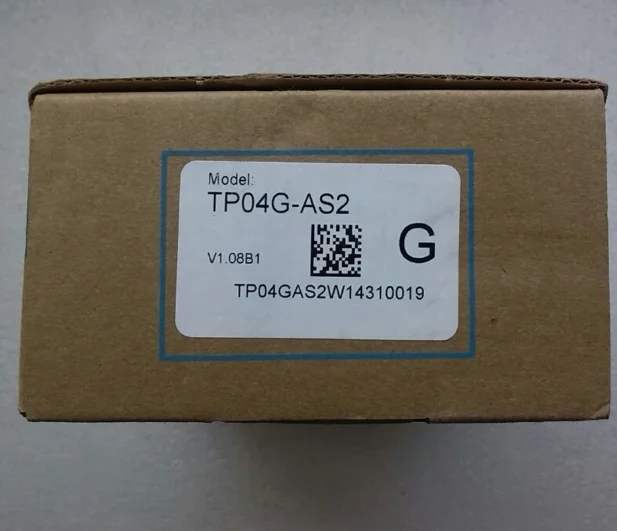 Model:
TP04G-AS2
V1.08B1
G
TP04GAS2W14310019